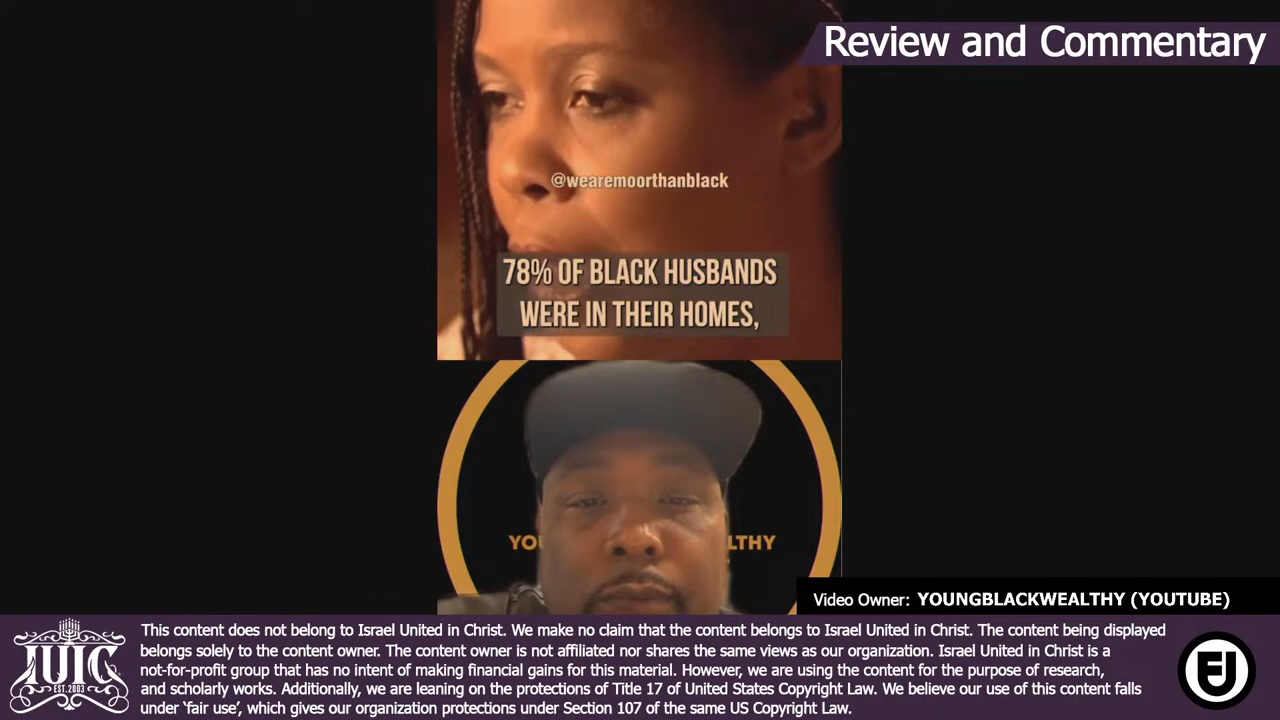 Review and Commentary
@wearemoorthanblack
78% OF BLACK HUSBANDS
WERE IN THEIR HOMES,
LTHY
Video Owner: YOUNGBLACKWEALTHY (YOUTUBE)
IUIC
EST.2003
This content does not belong to Israel United in Christ. We make no claim that the content belongs to Israel United in Christ. The content being displayed
belongs solely to the content owner. The content owner is not affiliated nor shares the same views as our organization. Israel United in Christ is a
not-for-profit group that has no intent of making financial gains for this material. However, we are using the content for the purpose of research,
and scholarly works. Additionally, we are leaning on the protections of Title 17 of United States Copyright Law. We believe our use of this content falls
under ‘fair use’, which gives our organization protections under Section 107 of the same US Copyright Law.